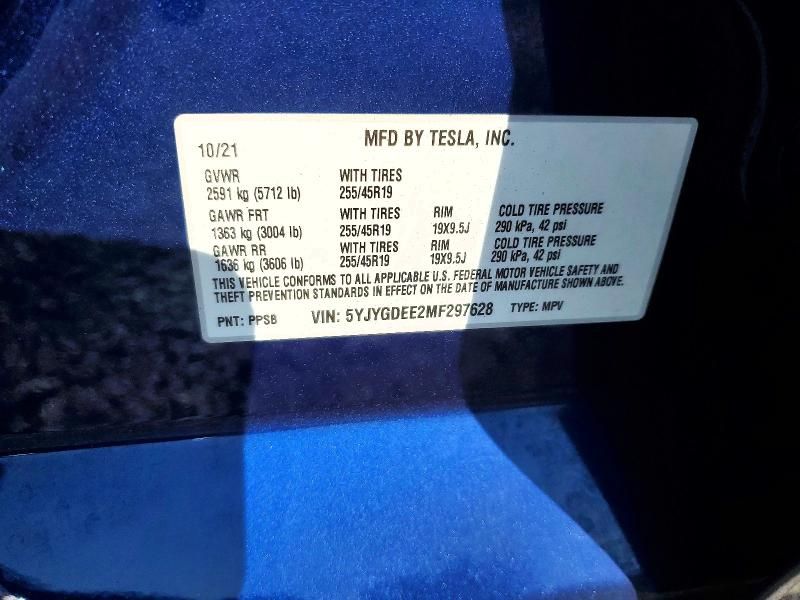 MFD BY TESLA, INC.
10/21
GVWR WITH TIRES
2591 kg (5712 lb) 255/45R19
GAWR FRT WITH TIRES RIM COLD TIRE PRESSURE
1363 kg (3004 lb) 255/45R19 19X9.5J 290 kPa, 42 psi
GAWR RR WITH TIRES RIM COLD TIRE PRESSURE
1636 kg (3606 lb) 255/45R19 19X9.5J 290 kPa, 42 psi
THIS VEHICLE CONFORMS TO ALL APPLICABLE U.S. FEDERAL MOTOR VEHICLE SAFETY AND
THEFT PREVENTION STANDARDS IN EFFECT ON THE DATE OF MANUFACTURE SHOWN ABOVE.
PNT: PPSB VIN: 5YJYGDEE2MF297628 TYPE: MPV